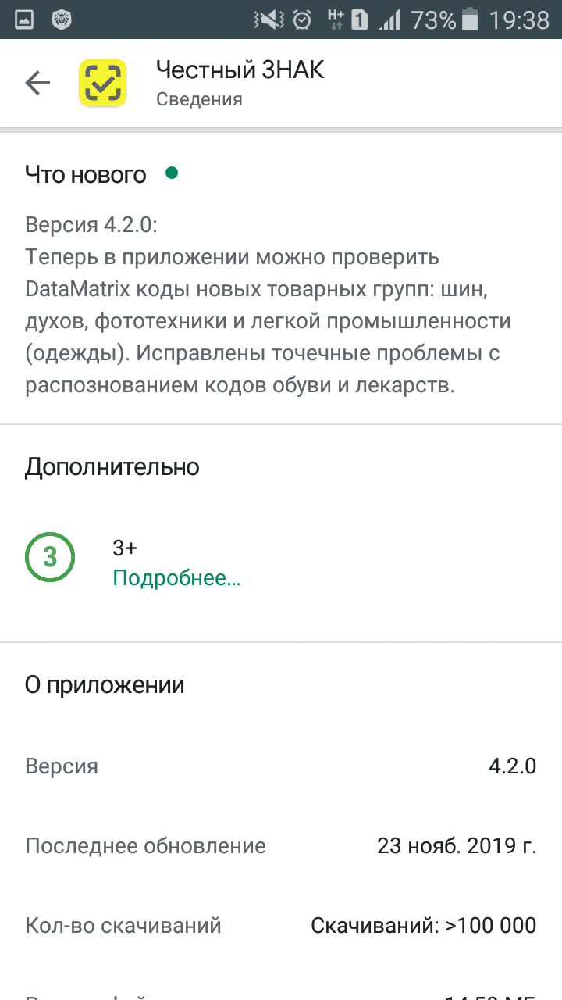 H+ 1 73% 19:38
Честный ЗНАК
Сведения
Что нового
Версия 4.2.0:
Теперь в приложении можно проверить
DataMatrix коды новых товарных групп: шин,
духов, фототехники и легкой промышленности
(одежды). Исправлены точечные проблемы с
распознованием кодов обуви и лекарств.
Дополнительно
3 3+
Подробнее...
О приложении
Версия 4.2.0
Последнее обновление 23 нояб. 2019 г.
Кол-во скачиваний Скачиваний: >100 000